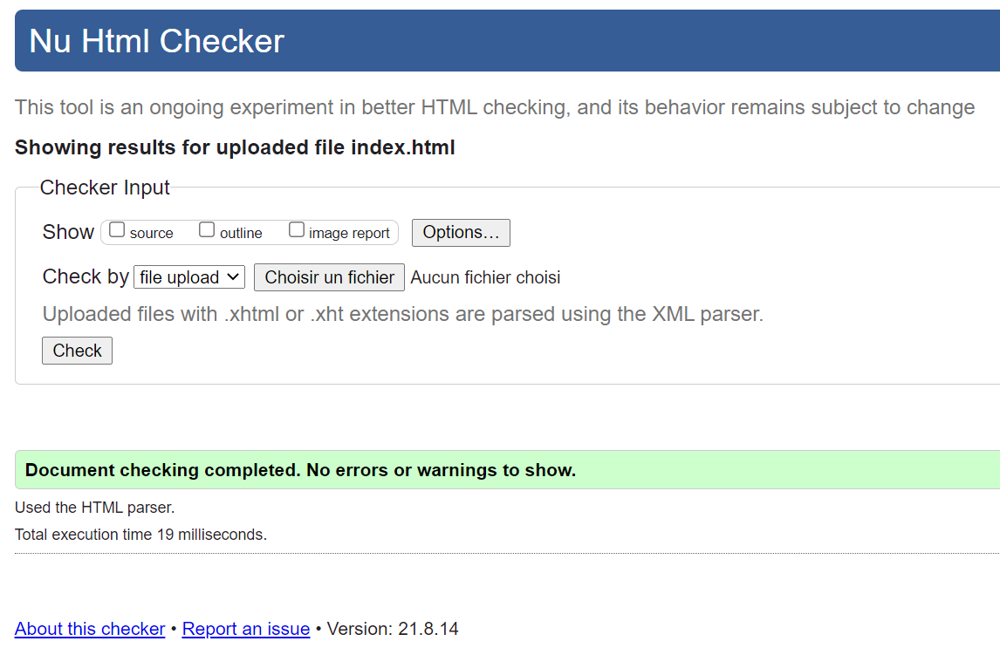 Nu Html Checker
This tool is an ongoing experiment in better HTML checking, and its behavior remains subject to change
Showing results for uploaded file index.html
Checker Input
Show source outline image report Options…
Check by file upload Choisir un fichier Aucun fichier choisi
Uploaded files with .xhtml or .xht extensions are parsed using the XML parser.
Check
Document checking completed. No errors or warnings to show.
Used the HTML parser.
Total execution time 19 milliseconds.
About this checker • Report an issue • Version: 21.8.14